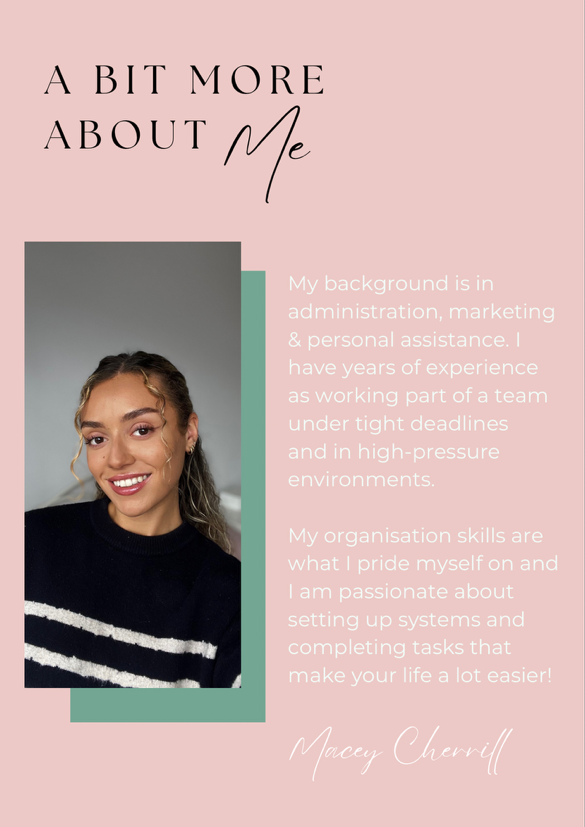 A BIT MORE
ABOUT Me
My background is in
administration, marketing
& personal assistance. I
have years of experience
as working part of a team
under tight deadlines
and in high-pressure
environments.
My organisation skills are
what I pride myself on and
I am passionate about
setting up systems and
completing tasks that
make your life a lot easier!
Macey Cherrill